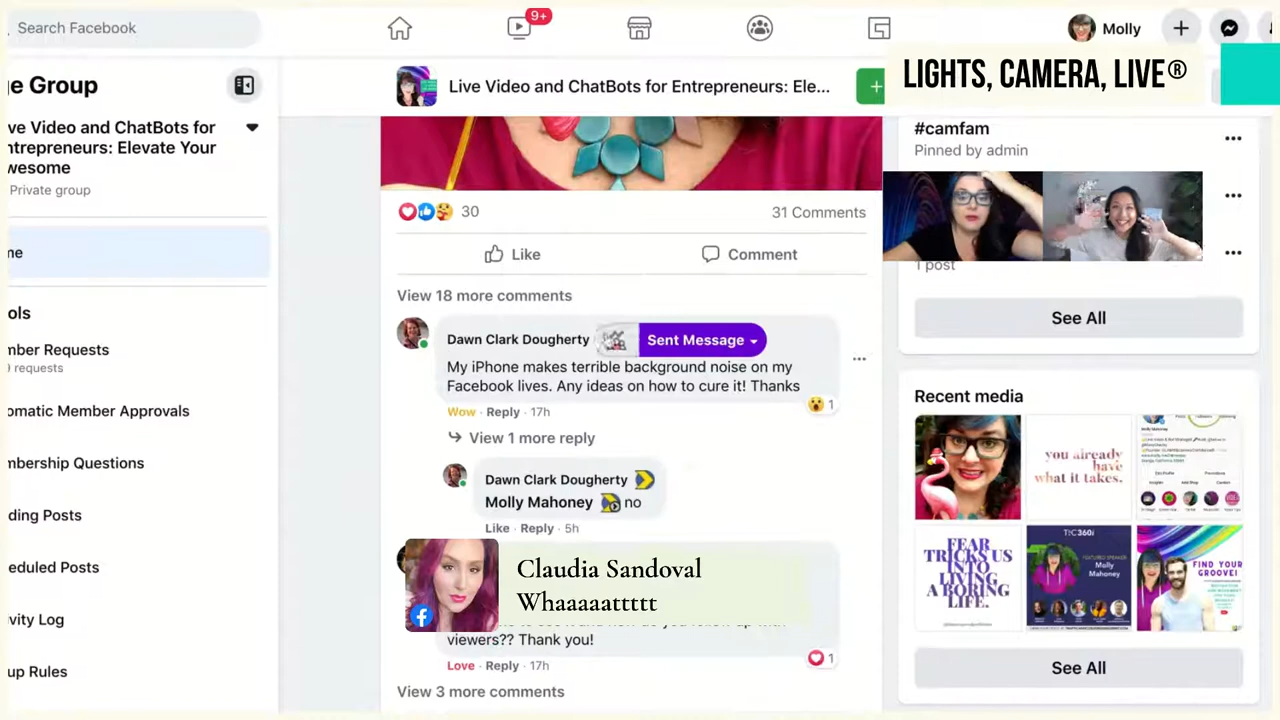 Search Facebook
9+
Molly
LIGHTS, CAMERA, LIVE®
ge Group
Live Video and ChatBots for Entrepreneurs: Ele...
ve Video and ChatBots for
ntrepreneurs: Elevate Your
wesome
Private group
me
ols
mber Requests
requests
omatic Member Approvals
mbership Questions
ding Posts
eduled Posts
vity Log
up Rules
30
31 Comments
Like
Comment
View 18 more comments
Dawn Clark Dougherty
Sent Message
My iPhone makes terrible background noise on my
Facebook lives. Any ideas on how to cure it! Thanks
1
Wow · Reply · 17h
View 1 more reply
Dawn Clark Dougherty
Molly Mahoney no
Like · Reply · 5h
Claudia Sandoval
Whaaaaattttt
viewers?? Thank you!
1
Love · Reply · 17h
View 3 more comments
#camfam
Pinned by admin
1 post
See All
Recent media
you already
have
what it takes.
FEAR
TRICKS US
INTO
LIVING
A BORING
LIFE.
TtC360i
FEATURED SPEAKER
Molly
Mahoney
FIND YOUR
GROOVE!
See All